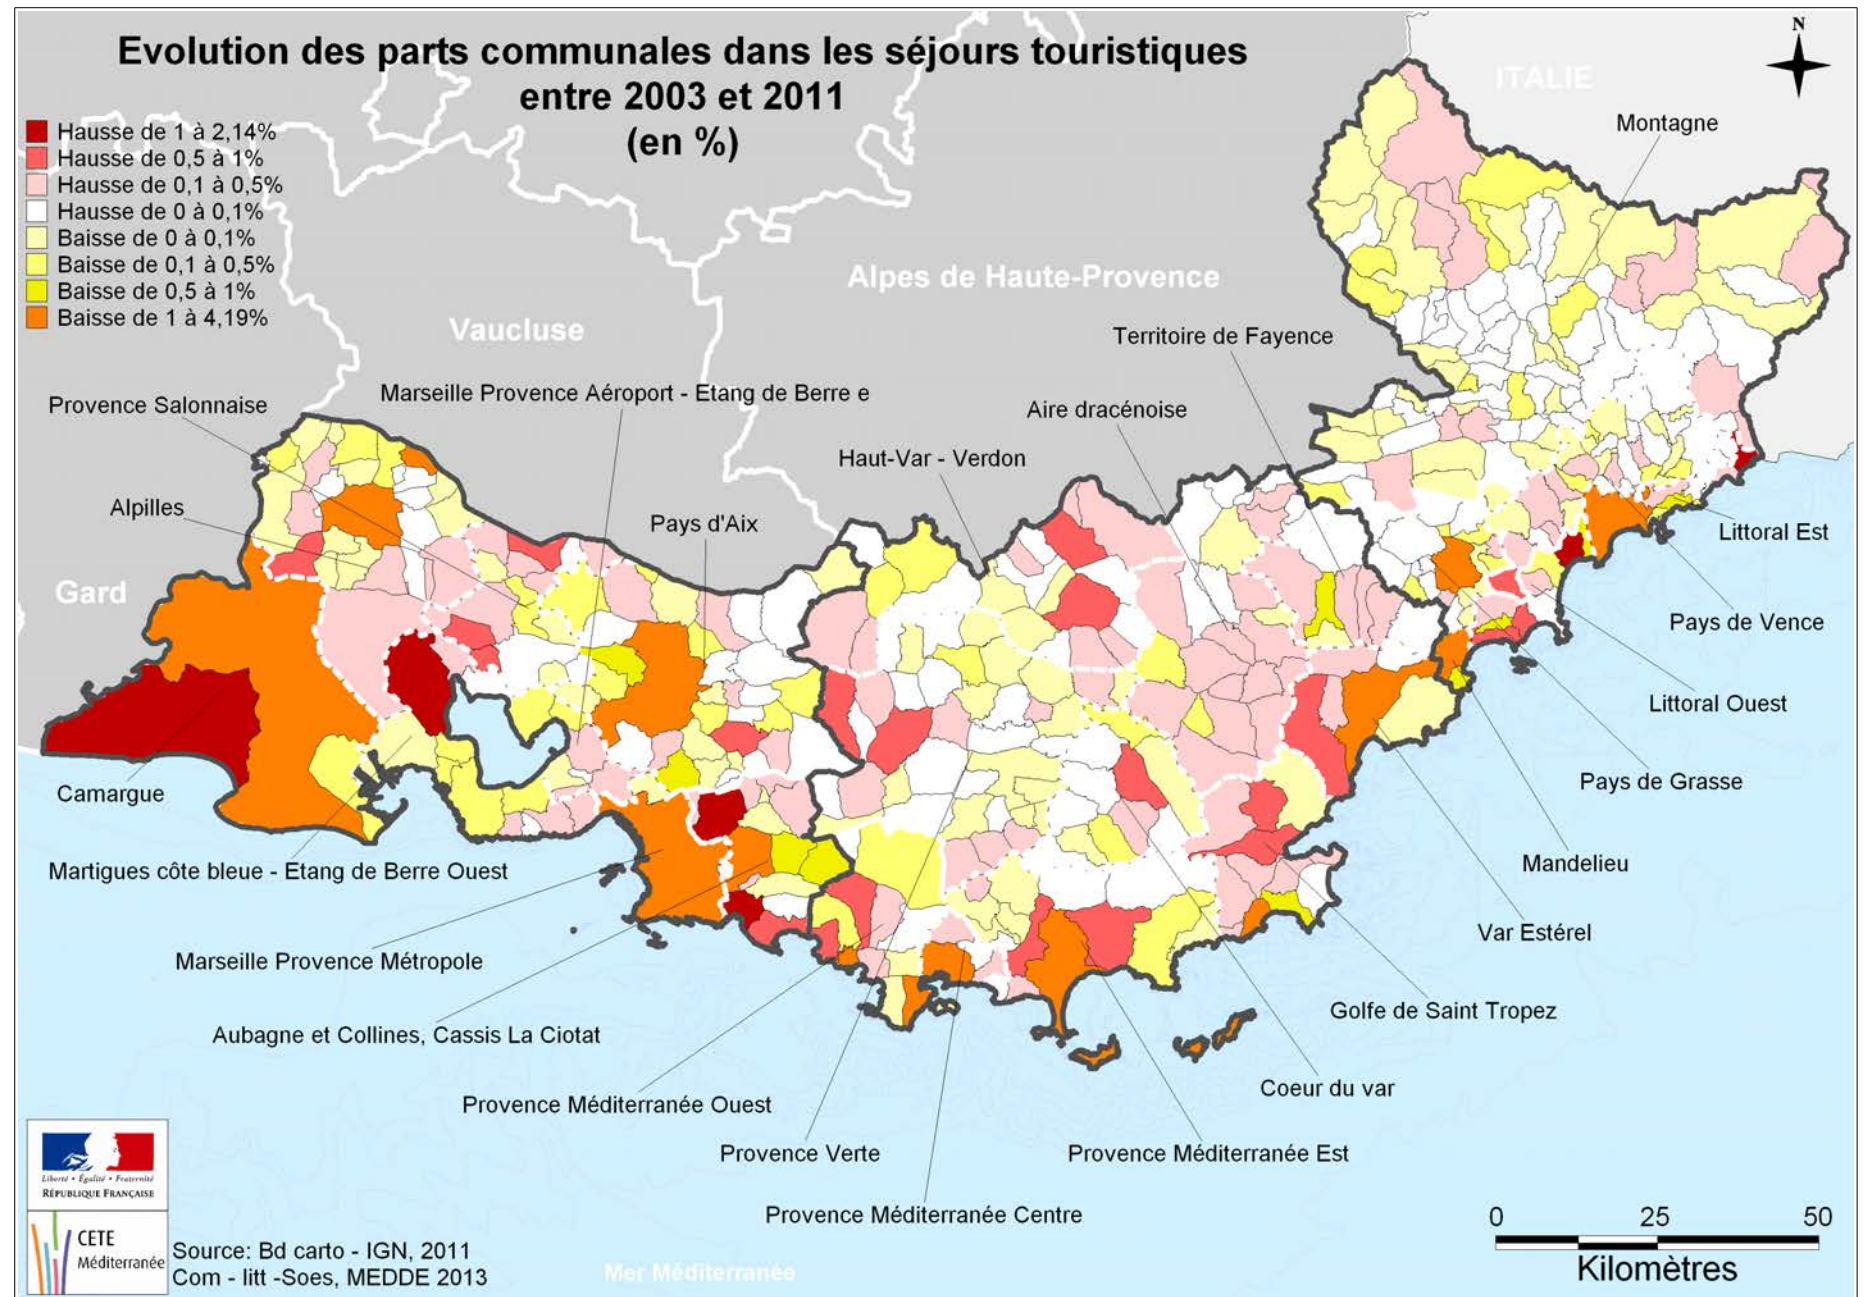 Evolution des parts communales dans les séjours touristiques
entre 2003 et 2011
(en %)
N
Hausse de 1 à 2,14%
Hausse de 0,5 à 1%
Hausse de 0,1 à 0,5%
Hausse de 0 à 0,1%
Baisse de 0 à 0,1%
Baisse de 0,1 à 0,5%
Baisse de 0,5 à 1%
Baisse de 1 à 4,19%
ITALIE
Montagne
Alpes de Haute-Provence
Vaucluse
Territoire de Fayence
Marseille Provence Aéroport - Etang de Berre e
Provence Salonnaise
Aire dracénoise
Haut-Var - Verdon
Alpilles
Pays d'Aix
Littoral Est
Gard
Pays de Vence
Littoral Ouest
Pays de Grasse
Camargue
Mandelieu
Martigues côte bleue - Etang de Berre Ouest
Var Estérel
Marseille Provence Métropole
Golfe de Saint Tropez
Aubagne et Collines, Cassis La Ciotat
Coeur du var
Provence Méditerranée Ouest
Provence Verte
Provence Méditerranée Est
Provence Méditerranée Centre
Liberté • Égalité • Fraternité
RÉPUBLIQUE FRANÇAISE
CETE
Méditerranée
Source: Bd carto - IGN, 2011
Com - litt -Soes, MEDDE 2013
Mer Méditerranée
0 25 50
Kilomètres